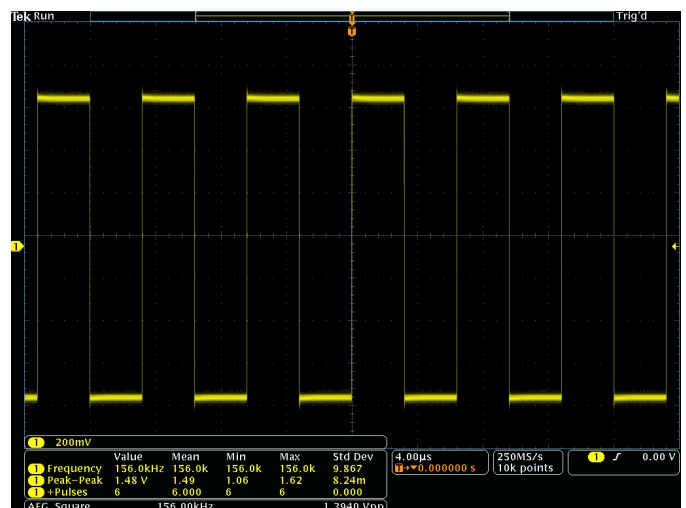 Tek Run Trig'd
T
T
1
1 200mV
Value Mean Min Max Std Dev
1 Frequency 156.0kHz 156.0k 156.0k 156.0k 9.867
1 Peak−Peak 1.48 V 1.49 1.06 1.62 8.24m
1 +Pulses 6 6.000 6 6 0.000
4.00µs
T→▼0.000000 s
250MS/s
10k points
1 ƒ 0.00 V
AFG Square 156.00kHz 1.3940 Vpp